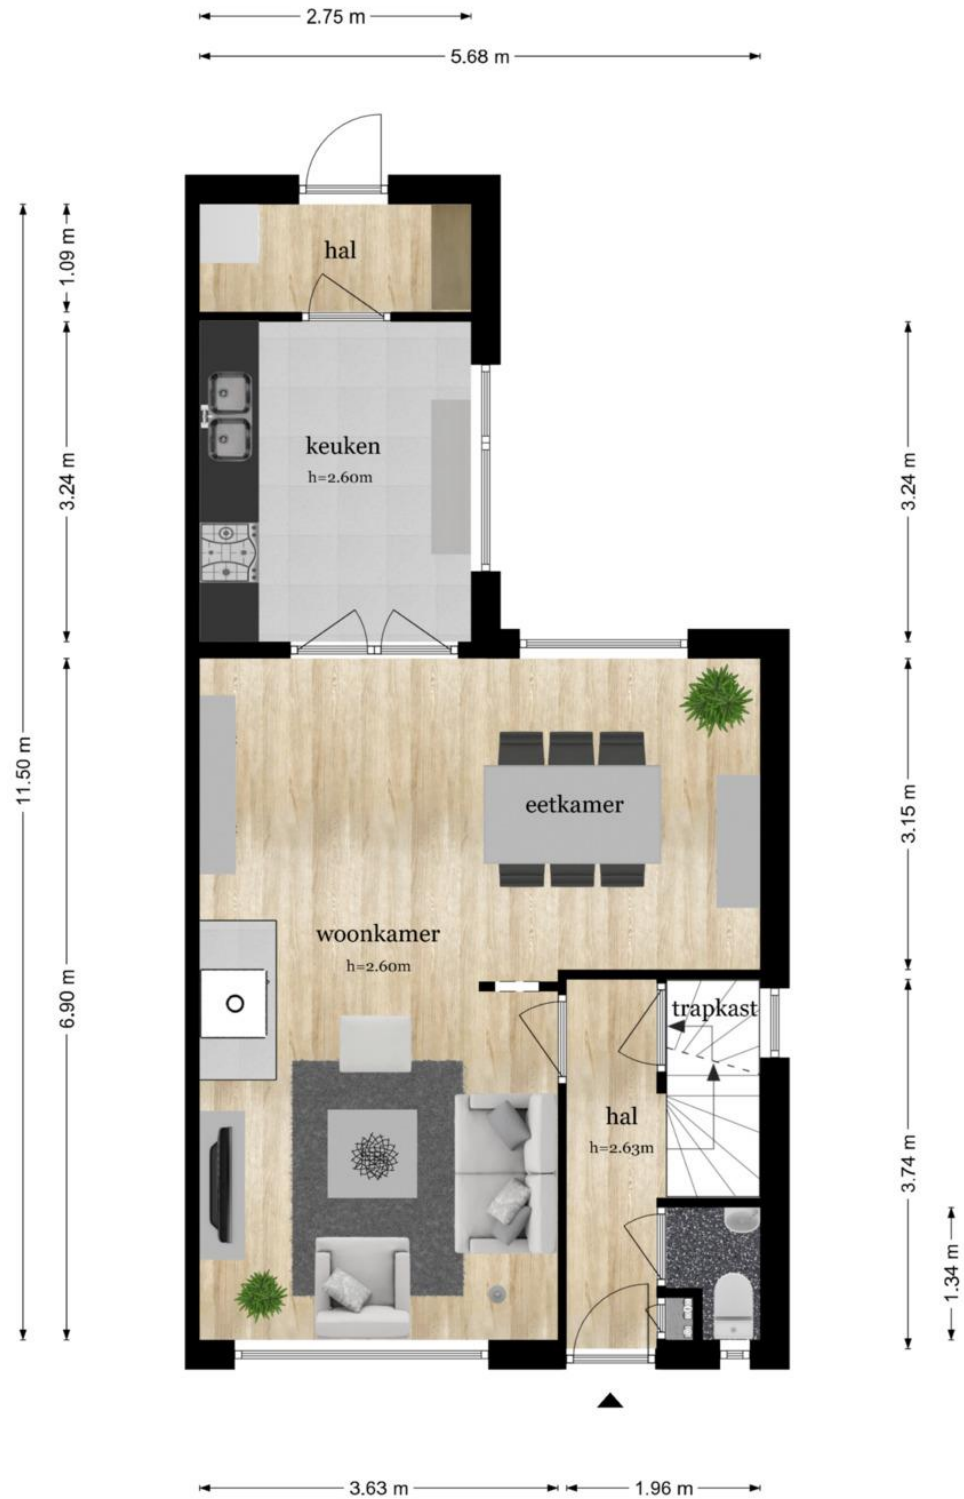 2.75 m
5.68 m
1.09 m
hal
3.24 m
keuken
h=2.60m
3.24 m
11.50 m
eetkamer
3.15 m
woonkamer
h=2.60m
6.90 m
trapkast
hal
h=2.63m
3.74 m
1.34 m
3.63 m
1.96 m